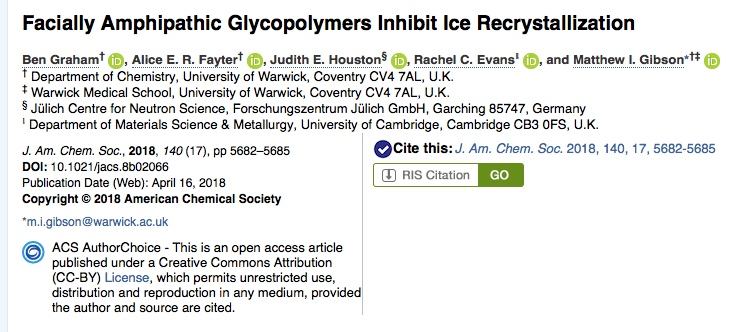 Facially Amphipathic Glycopolymers Inhibit Ice Recrystallization
Ben Graham†, Alice E. R. Fayter†, Judith E. Houston§, Rachel C. Evans⊥, and Matthew I. Gibson*†‡
† Department of Chemistry, University of Warwick, Coventry CV4 7AL, U.K.
‡ Warwick Medical School, University of Warwick, Coventry CV4 7AL, U.K.
§ Jülich Centre for Neutron Science, Forschungszentrum Jülich GmbH, Garching 85747, Germany
⊥ Department of Materials Science & Metallurgy, University of Cambridge, Cambridge CB3 0FS, U.K.
J. Am. Chem. Soc., 2018, 140 (17), pp 5682–5685
DOI: 10.1021/jacs.8b02066
Publication Date (Web): April 16, 2018
Copyright © 2018 American Chemical Society
*m.i.gibson@warwick.ac.uk
ACS AuthorChoice - This is an open access article
published under a Creative Commons Attribution
(CC-BY) License, which permits unrestricted use,
distribution and reproduction in any medium, provided
the author and source are cited.
Cite this: J. Am. Chem. Soc. 2018, 140, 17, 5682-5685
RIS Citation GO